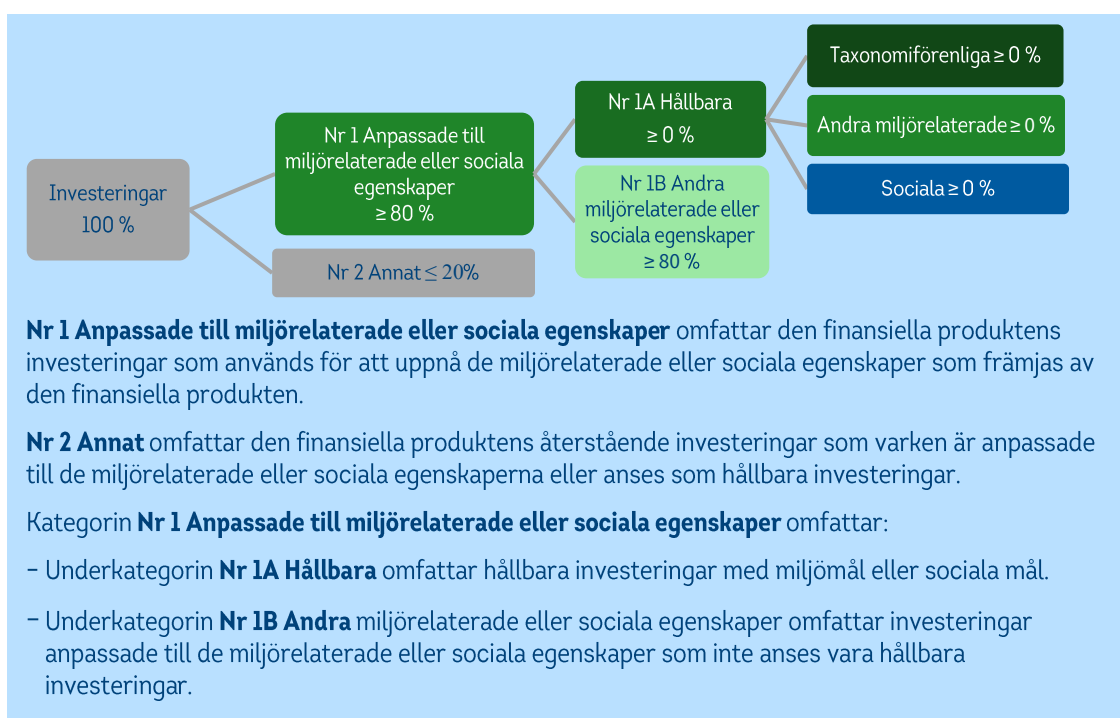 Investeringar
100 %
Nr 1 Anpassade till
miljörelaterade eller sociala
egenskaper
≥ 80 %
Nr 2 Annat ≤ 20%
Nr 1A Hållbara
≥ 0 %
Nr 1B Andra
miljörelaterade eller
sociala egenskaper
≥ 80 %
Taxonomiförenliga ≥ 0 %
Andra miljörelaterade ≥ 0 %
Sociala ≥ 0 %
Nr 1 Anpassade till miljörelaterade eller sociala egenskaper omfattar den finansiella produktens
investeringar som används för att uppnå de miljörelaterade eller sociala egenskaper som främjas av
den finansiella produkten.
Nr 2 Annat omfattar den finansiella produktens återstående investeringar som varken är anpassade
till de miljörelaterade eller sociala egenskaperna eller anses som hållbara investeringar.
Kategorin Nr 1 Anpassade till miljörelaterade eller sociala egenskaper omfattar:
– Underkategorin Nr 1A Hållbara omfattar hållbara investeringar med miljömål eller sociala mål.
– Underkategorin Nr 1B Andra miljörelaterade eller sociala egenskaper omfattar investeringar
anpassade till de miljörelaterade eller sociala egenskaper som inte anses vara hållbara
investeringar.